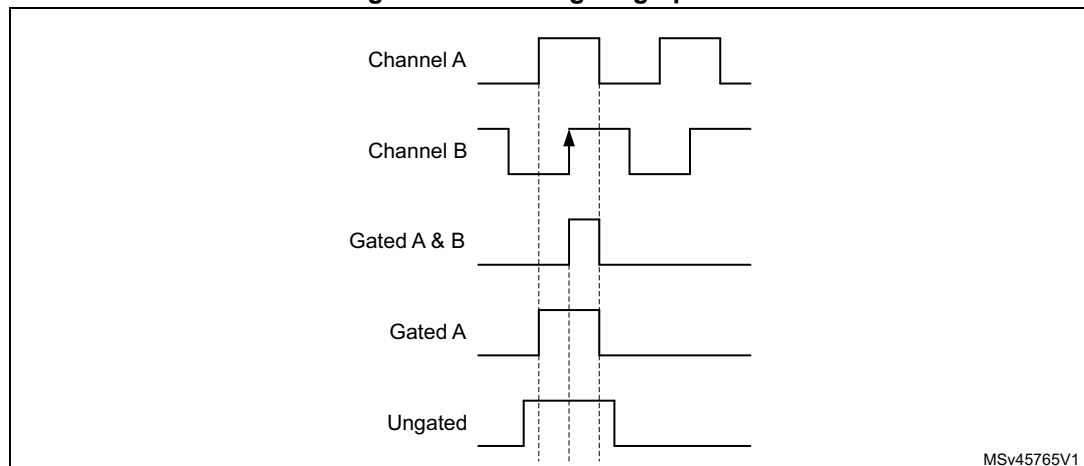 Channel A
Channel B
Gated A & B
Gated A
Ungated
MSv45765V1